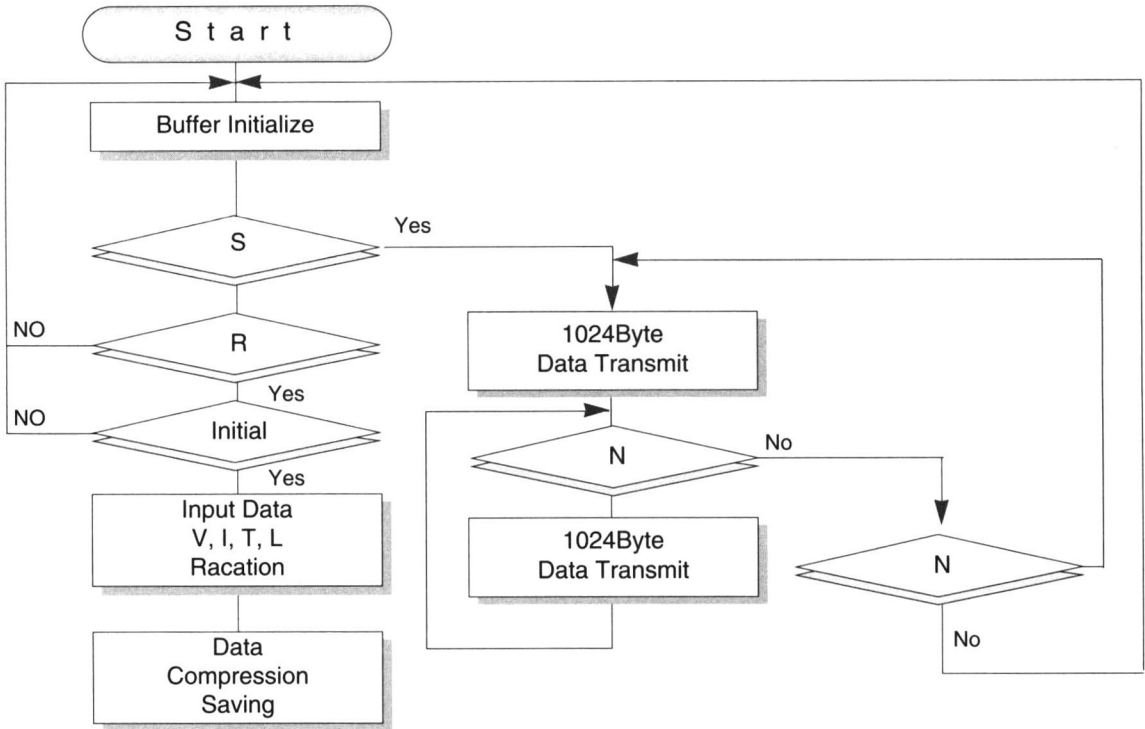 S t a r t
Buffer Initialize
S
Yes
NO
R
Yes
NO
Initial
Yes
Input Data
V, I, T, L
Racation
Data
Compression
Saving
1024Byte
Data Transmit
N
No
1024Byte
Data Transmit
N
No